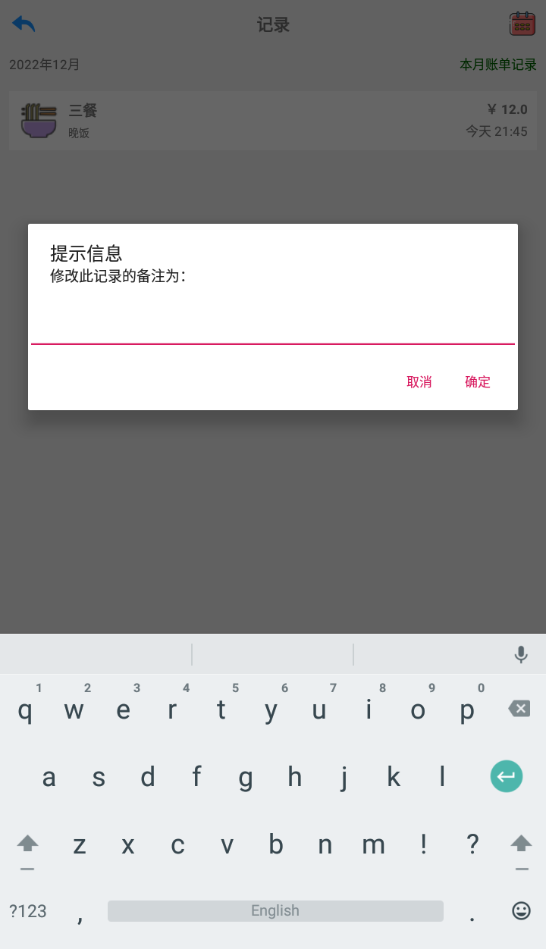 记录
2022年12月
本月账单记录
三餐
¥ 12.0
晚饭
今天 21:45
提示信息
修改此记录的备注为：
取消
确定
1 2 3 4 5 6 7 8 9 0
q w e r t y u i o p
a s d f g h j k l
z x c v b n m ! ?
?123 , English .